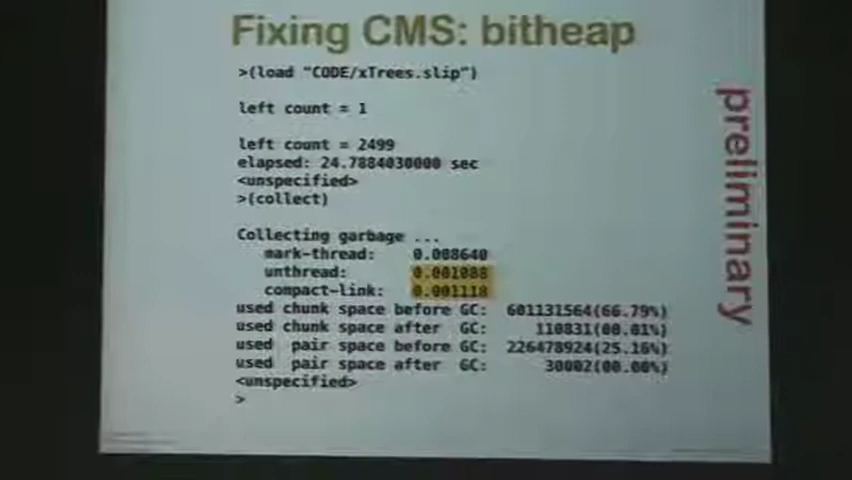 Fixing CMS: bitheap
>(load "CODE/xTrees.slip")
left count = 1
left count = 2499
elapsed: 24.7884030000 sec
<unspecified>
>(collect)
Collecting garbage ...
mark-thread: 0.008640
unthread: 0.001088
compact-link: 0.001118
used chunk space before GC: 601131564(66.79%)
used chunk space after GC: 110831(00.01%)
used pair space before GC: 226478924(25.16%)
used pair space after GC: 30002(00.00%)
<unspecified>
>
preliminary